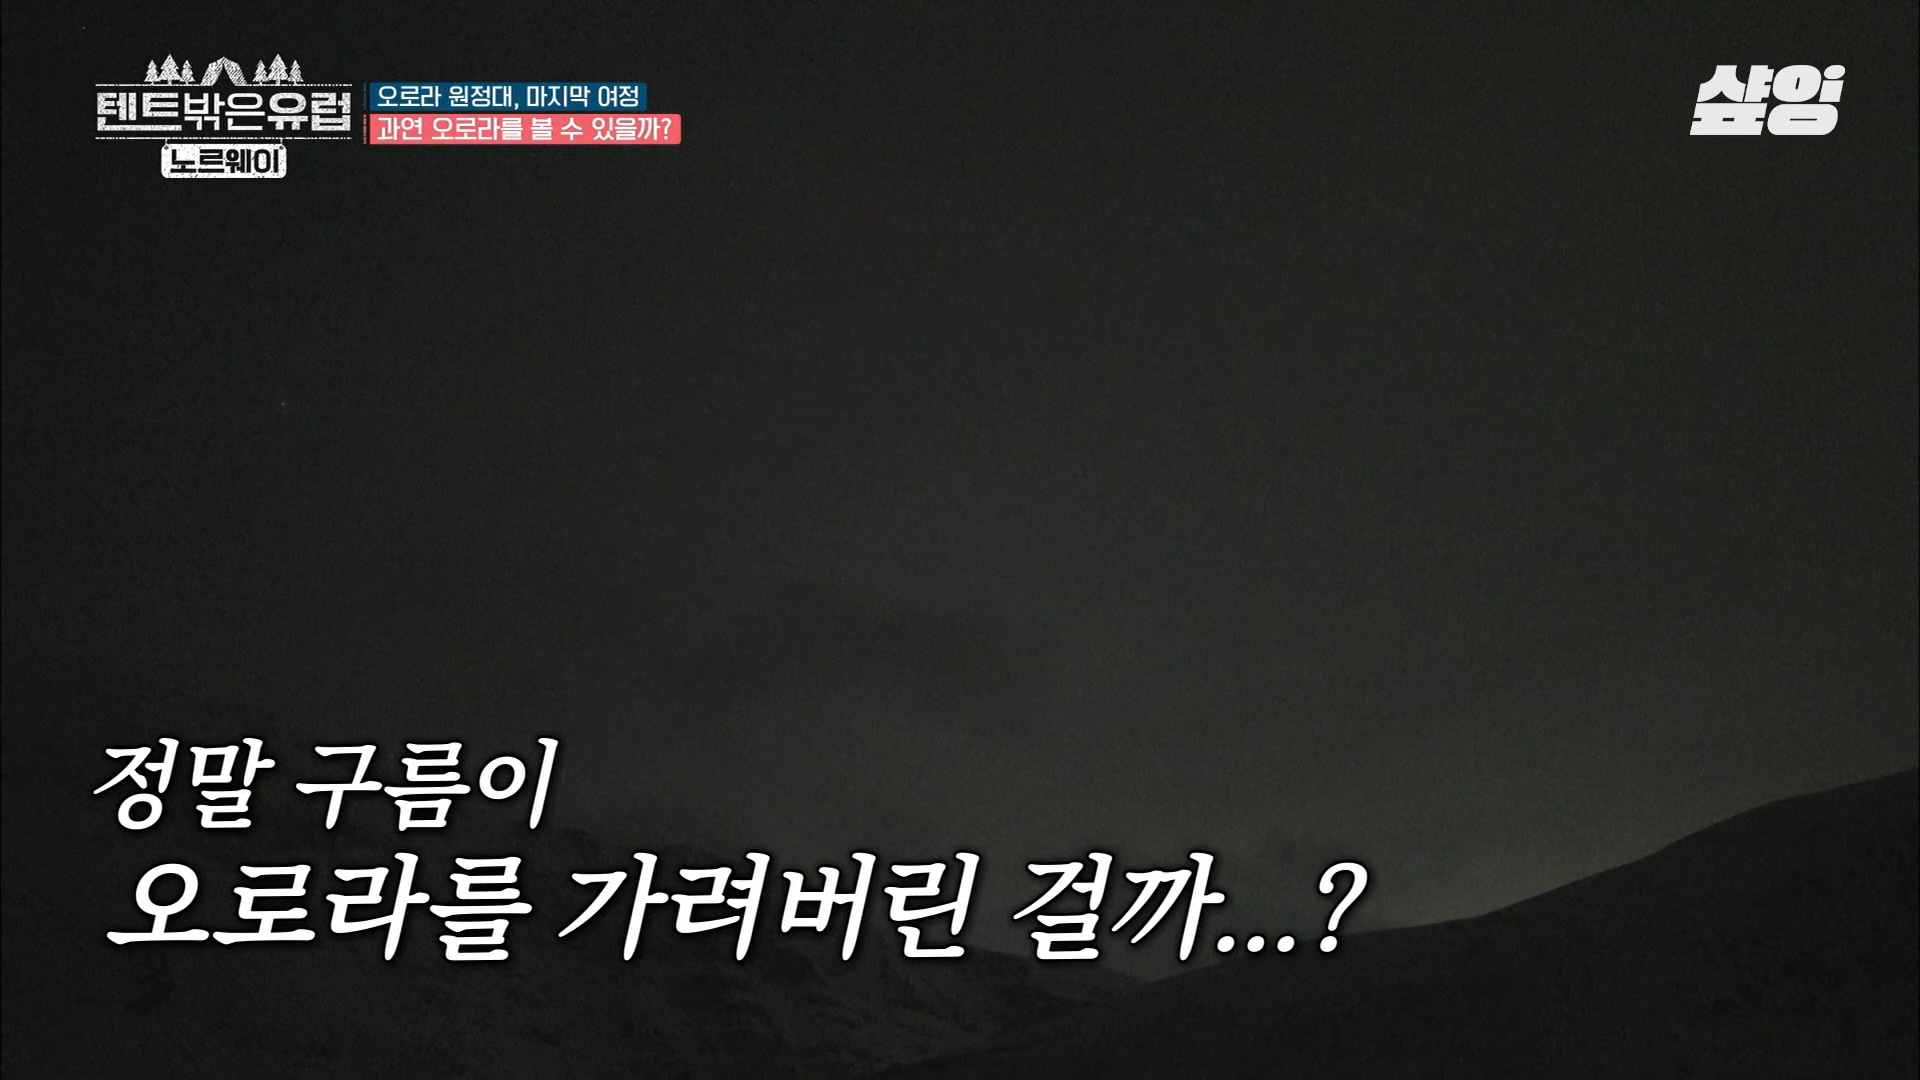 텐트밖은유럽
노르웨이
오로라 원정대, 마지막 여정
과연 오로라를 볼 수 있을까?
샾잉
정말 구름이
오로라를 가려버린 걸까...?